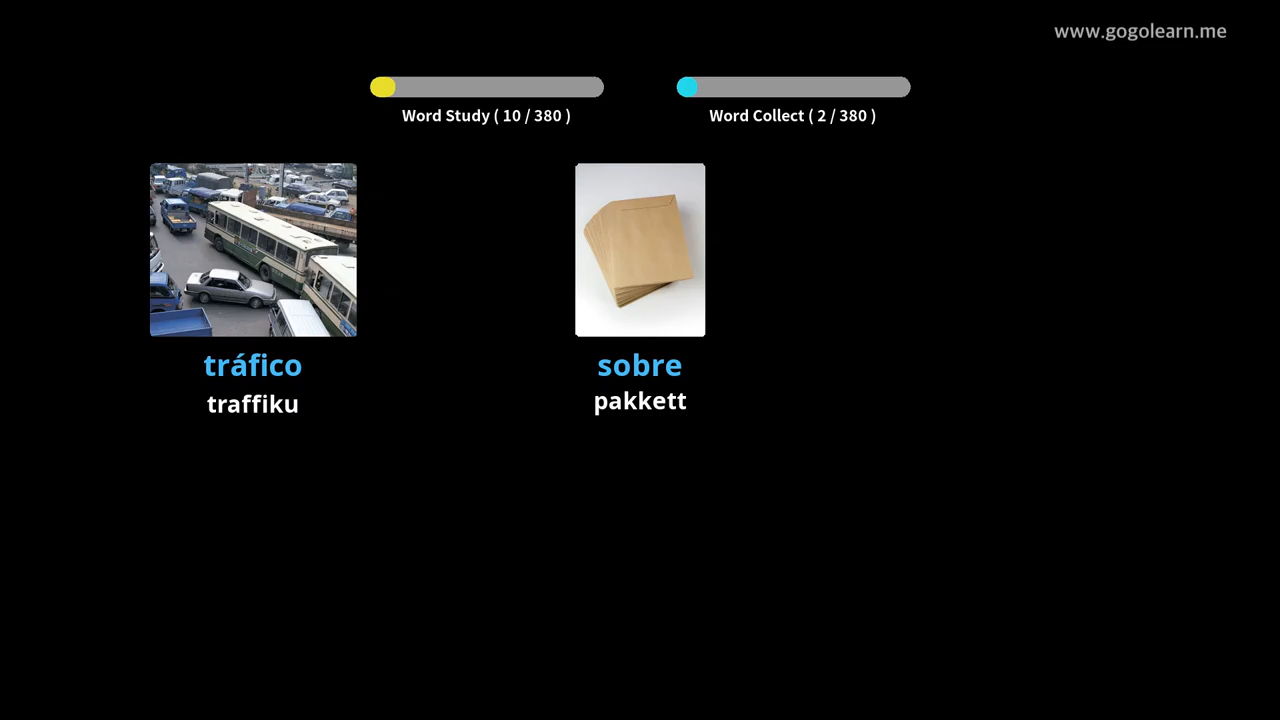 www.gogolearn.me
Word Study ( 10 / 380 )
Word Collect ( 2 / 380 )
tráfico
traffiku
sobre
pakkett